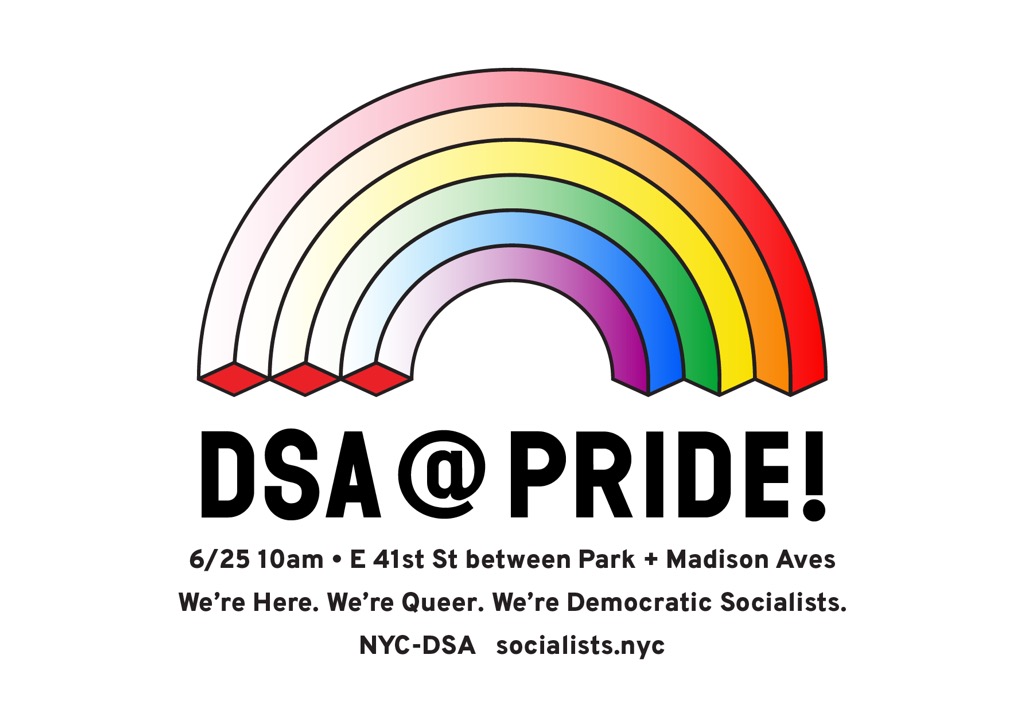 DSA @ PRIDE!
6/25 10am • E 41st St between Park + Madison Aves
We’re Here. We’re Queer. We’re Democratic Socialists.
NYC-DSA socialists.nyc